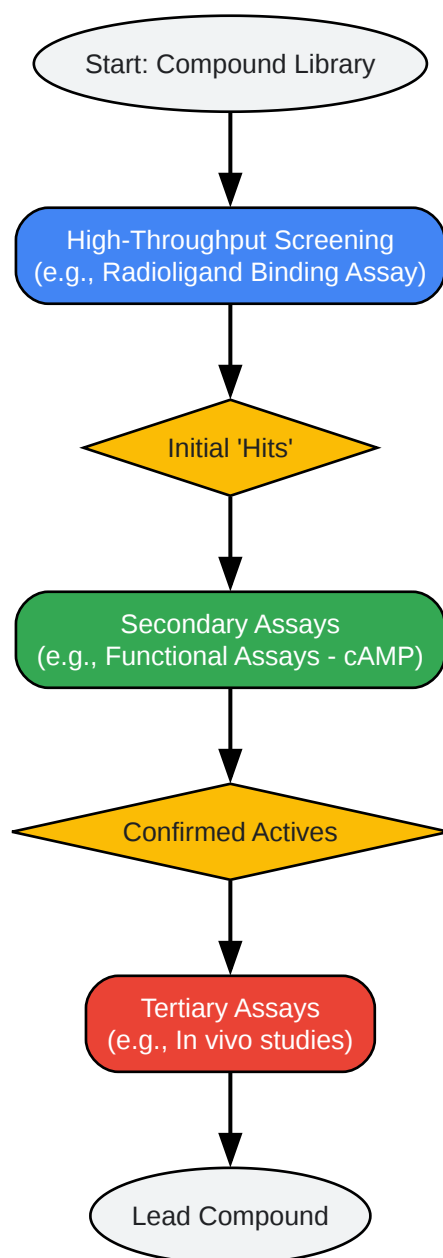 Start: Compound Library
High-Throughput Screening
(e.g., Radioligand Binding Assay)
Initial 'Hits'
Secondary Assays
(e.g., Functional Assays - cAMP)
Confirmed Actives
Tertiary Assays
(e.g., In vivo studies)
Lead Compound